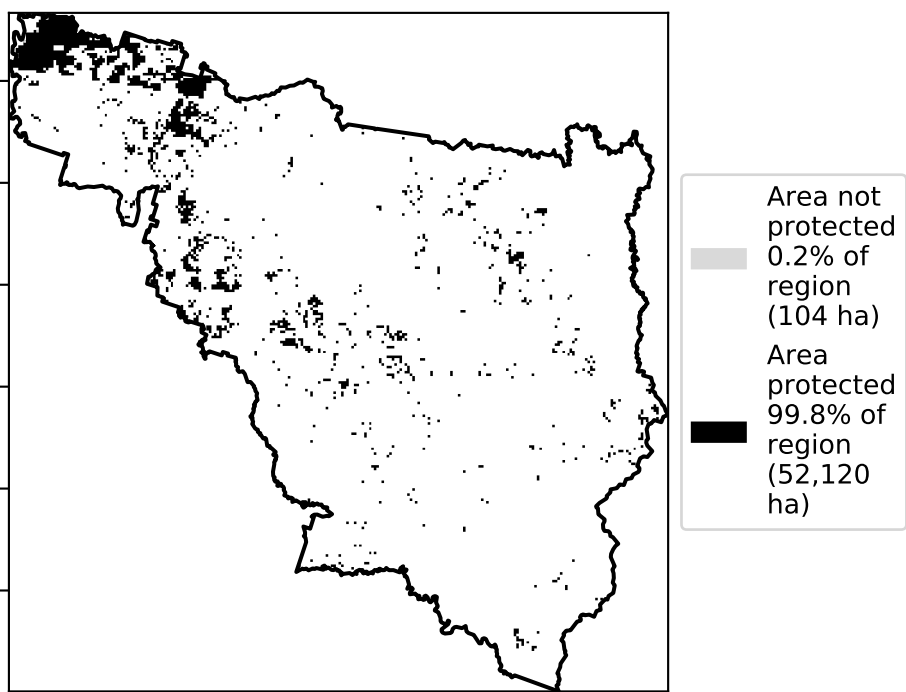 Area not
protected
0.2% of
region
(104 ha)
Area
protected
99.8% of
region
(52,120
ha)